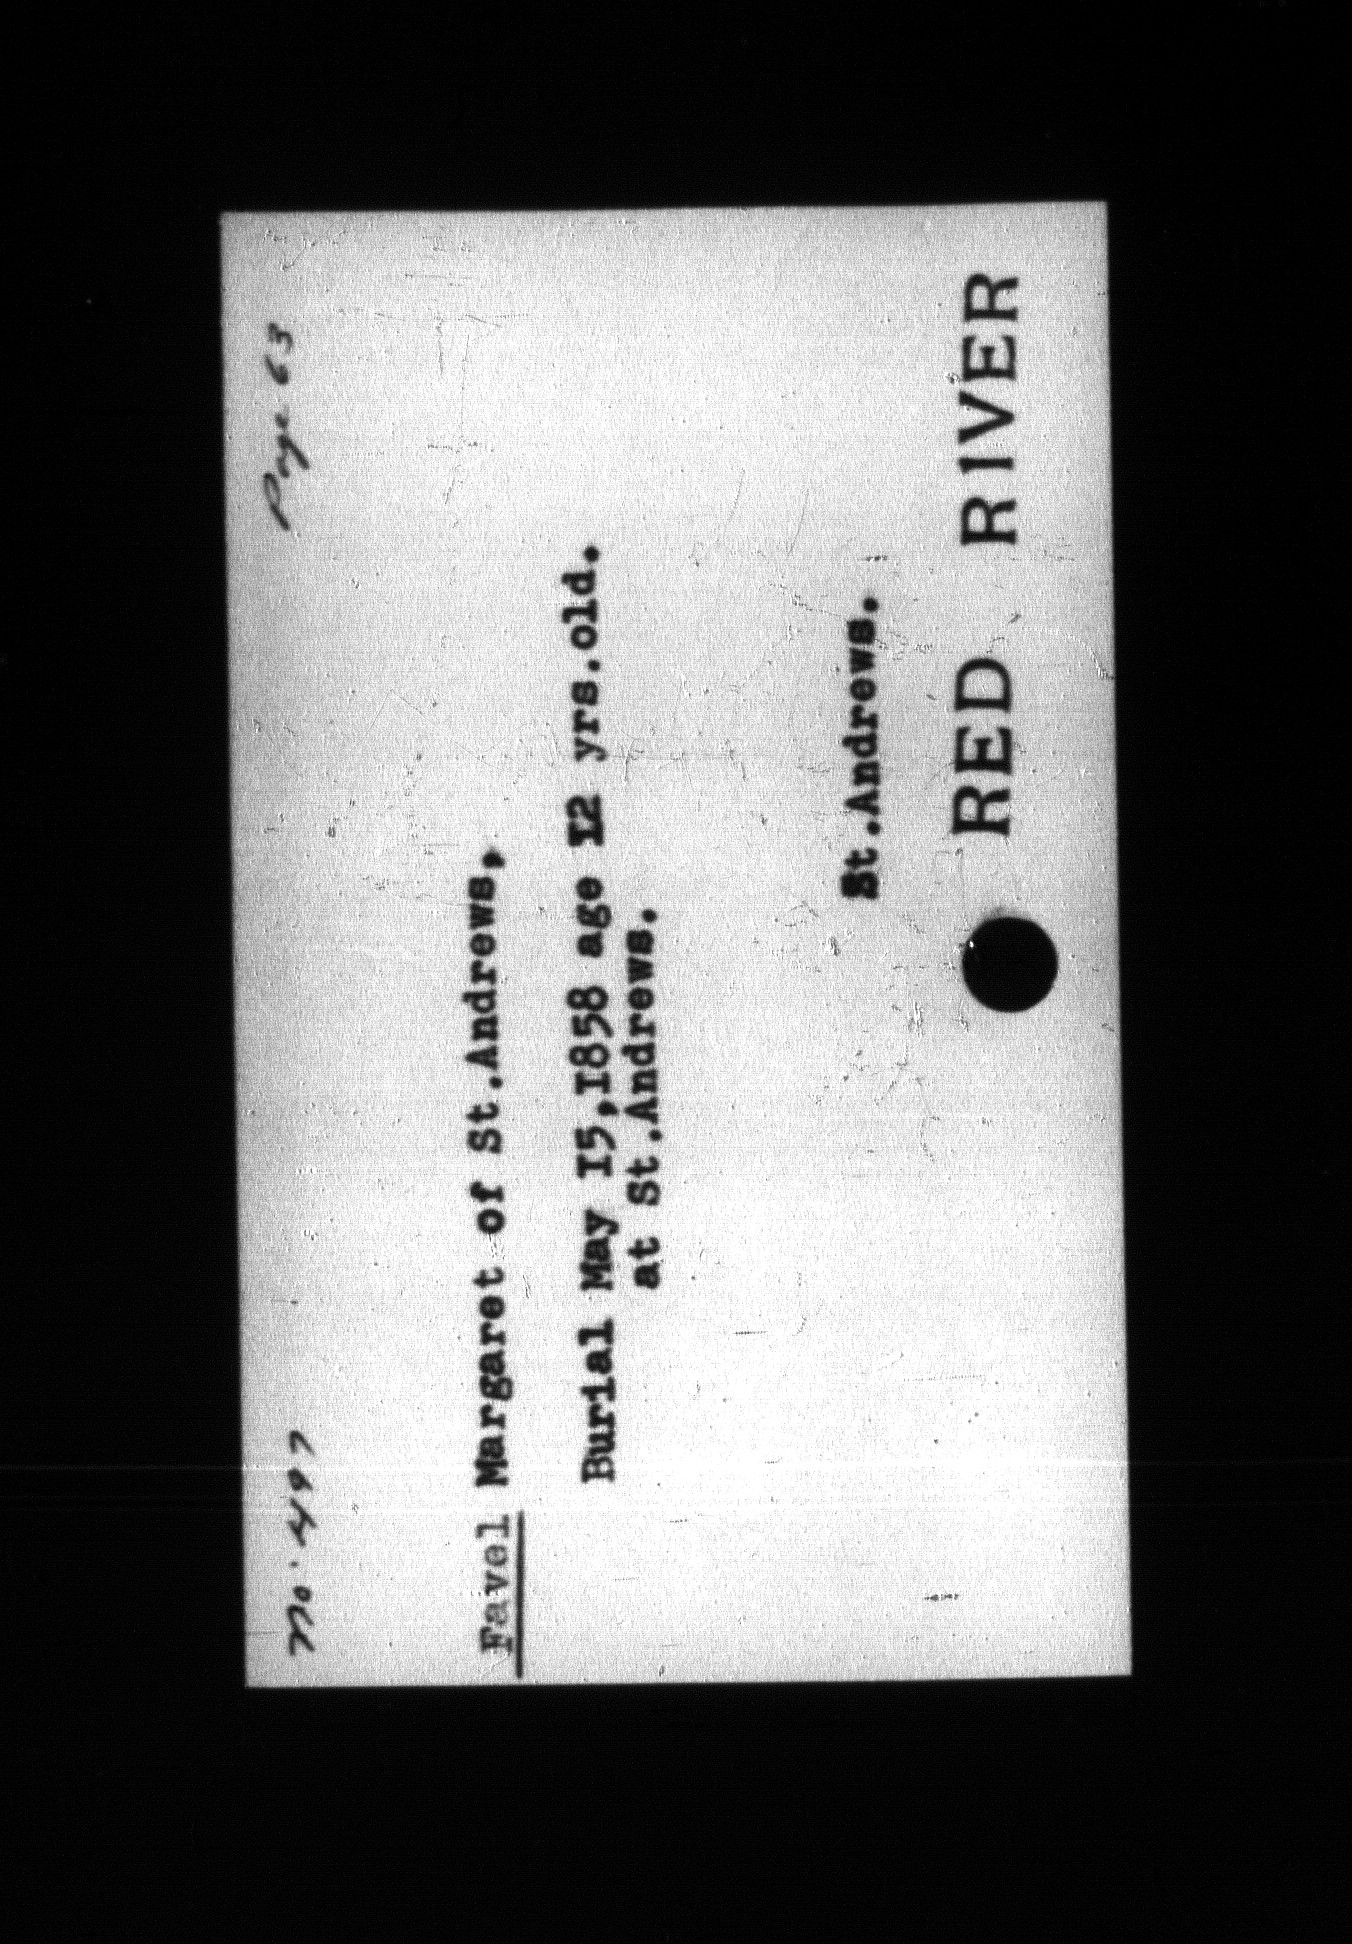 No. 497
Page 63
Favel Margaret of St.Andrews,
Burial May I5,I858 age I2 yrs.old.
at St.Andrews.
St.Andrews.
RED RIVER